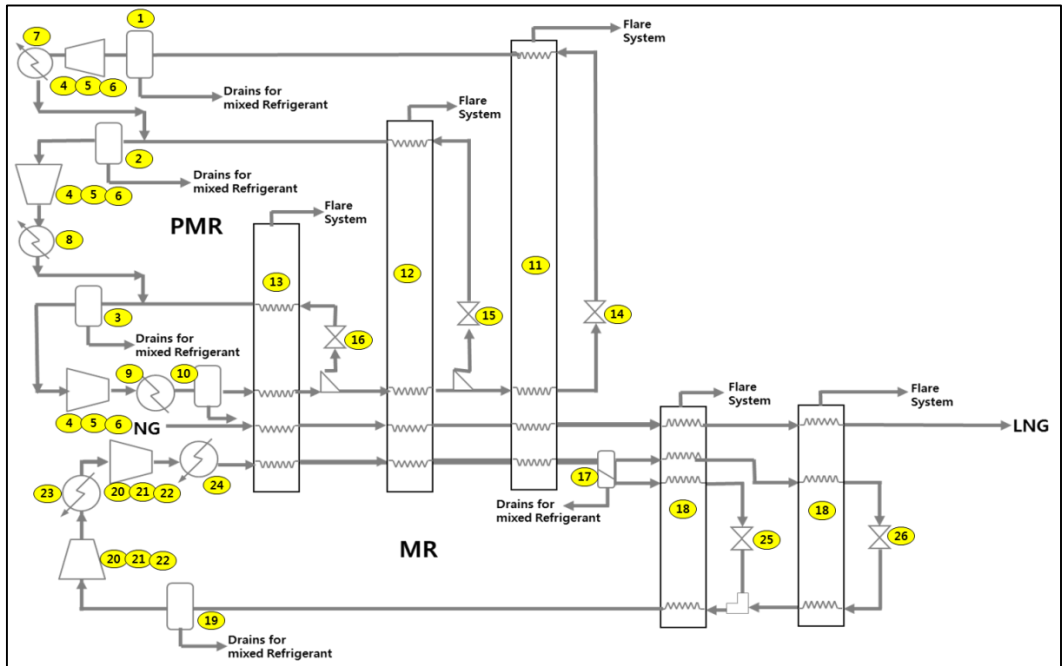 1
Flare
System
7
11
4 5 6
Drains for
mixed Refrigerant
Flare
System
12
2
4 5 6
Drains for
mixed Refrigerant
PMR
Flare
System
8
13
3
15
14
16
Drains for
mixed Refrigerant
9 10
4 5 6
NG
Flare
System
Flare
System
LNG
23
20 21 22
24
17
Drains for
mixed Refrigerant
18
18
25
26
20 21 22
MR
19
Drains for
mixed Refrigerant